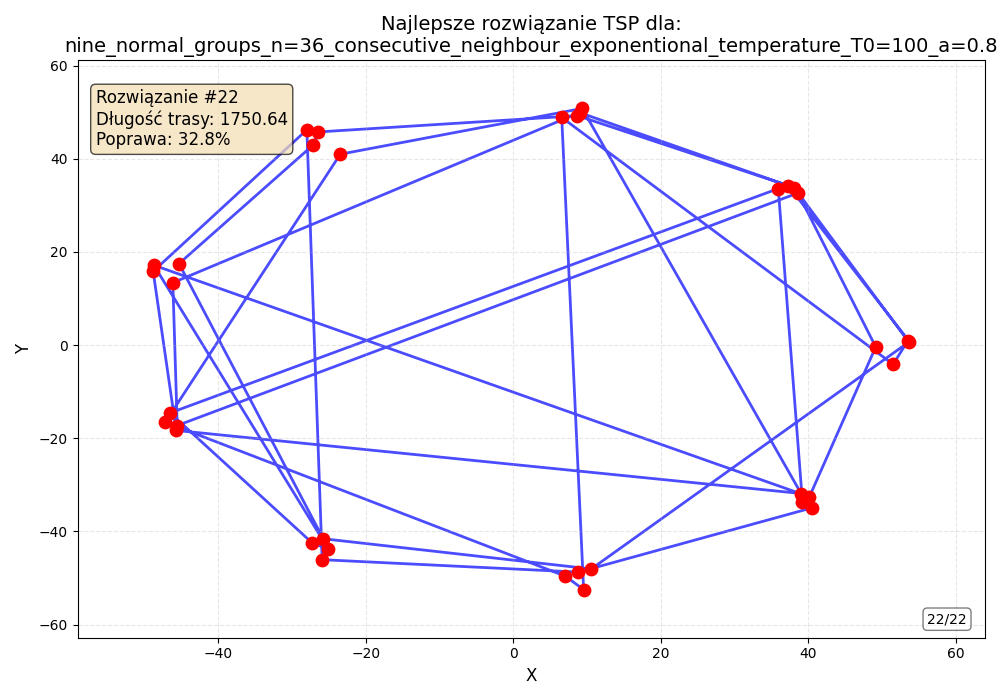 Najlepsze rozwiązanie TSP dla:
nine_normal_groups_n=36_consecutive_neighbour_exponential_temperature_T0=100_a=0.8
Rozwiązanie #22
Długość trasy: 1750.64
Poprawa: 32.8%
60
40
20
0
−20
−40
−60
Y
−40
−20
0
20
40
60
X
22/22